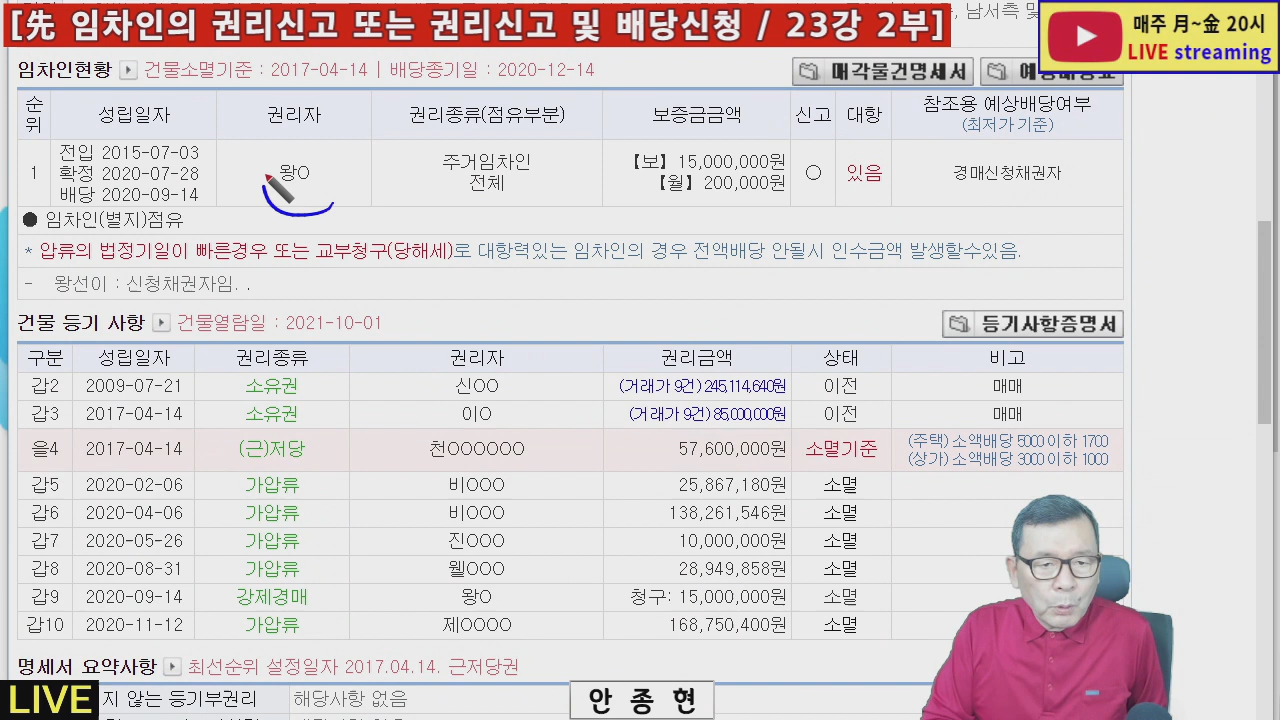 [先 임차인의 권리신고 또는 권리신고 및 배당신청 / 23강 2부]
매주 月~金 20시
LIVE streaming
남서측 및
임차인현황 건물소멸기준 : 2017-04-14 | 배당종기일 : 2020-12-14 매각물건명세서
순위 성립일자 권리자 권리종류(점유부분) 보증금금액 신고 대항 참조용 예상배당여부
(최저가기준)
전입 2015-07-03
1 확정 2020-07-28 왕O 주거임차인 【보】 15,000,000원 ○ 있음 경매신청채권자
배당 2020-09-14 전체 【월】 200,000원
● 임차인(별지)점유
* 압류의 법정기일이 빠른경우 또는 교부청구(당해세)로 대항력있는 임차인의 경우 전액배당 안될시 인수금액 발생할수있음.
- 왕선이 : 신청채권자임. .
건물 등기 사항 건물열람일 : 2021-10-01 등기사항증명서
구분 성립일자 권리종류 권리자 권리금액 상태 비고
갑2 2009-07-21 소유권 신OO (거래가 9건) 245,114,640원 이전 매매
갑3 2017-04-14 소유권 이O (거래가 9건) 85,000,000원 이전 매매
을4 2017-04-14 (근)저당 천OOOOOO 57,600,000원 소멸기준 (주택) 소액배당 5000 이하 1700
(상가) 소액배당 3000 이하 1000
갑5 2020-02-06 가압류 비OOO 25,867,180원 소멸
갑6 2020-04-06 가압류 비OOO 138,261,546원 소멸
갑7 2020-05-26 가압류 진OOO 10,000,000원 소멸
갑8 2020-08-31 가압류 웰OOO 28,949,858원 소멸
갑9 2020-09-14 강제경매 왕O 청구: 15,000,000원 소멸
갑10 2020-11-12 가압류 제OOOO 168,750,400원 소멸
명세서 요약사항 최선순위 설정일자 2017.04.14. 근저당권
LIVE 지 않는 등기부권리 해당사항 없음
안 종 현